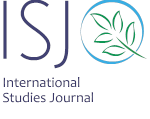 ISJ
International
Studies Journal